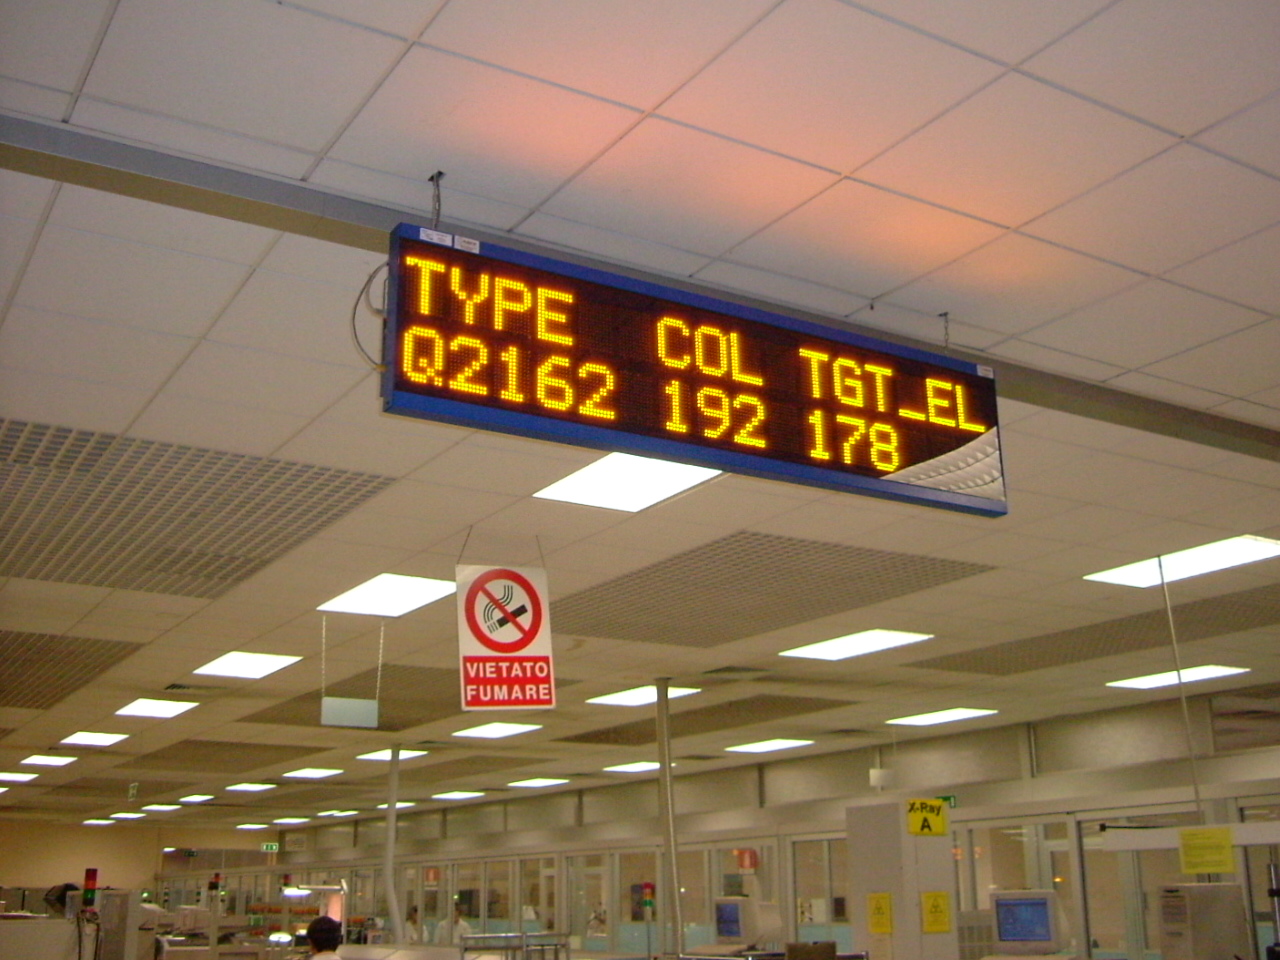 TYPE COL TGT_EL
Q2162 192 178
VIETATO
FUMARE
X-Ray
A